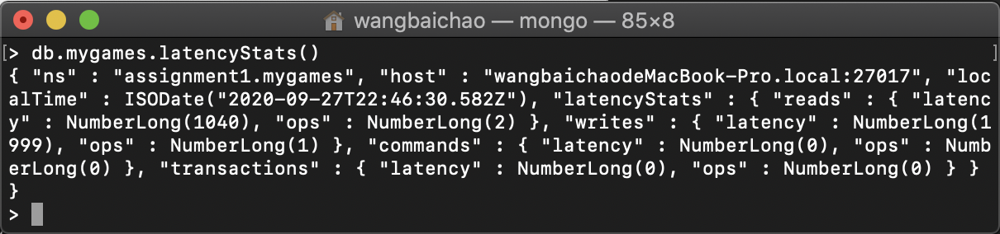 wangbaichao — mongo — 85×8
[> db.mygames.latencyStats() ]
{ "ns" : "assignment1.mygames", "host" : "wangbaichaodeMacBook-Pro.local:27017", "loc
alTime" : ISODate("2020-09-27T22:46:30.582Z"), "latencyStats" : { "reads" : { "latenc
y" : NumberLong(1040), "ops" : NumberLong(2) }, "writes" : { "latency" : NumberLong(1
999), "ops" : NumberLong(1) }, "commands" : { "latency" : NumberLong(0), "ops" : Numb
erLong(0) }, "transactions" : { "latency" : NumberLong(0), "ops" : NumberLong(0) } }
}
>